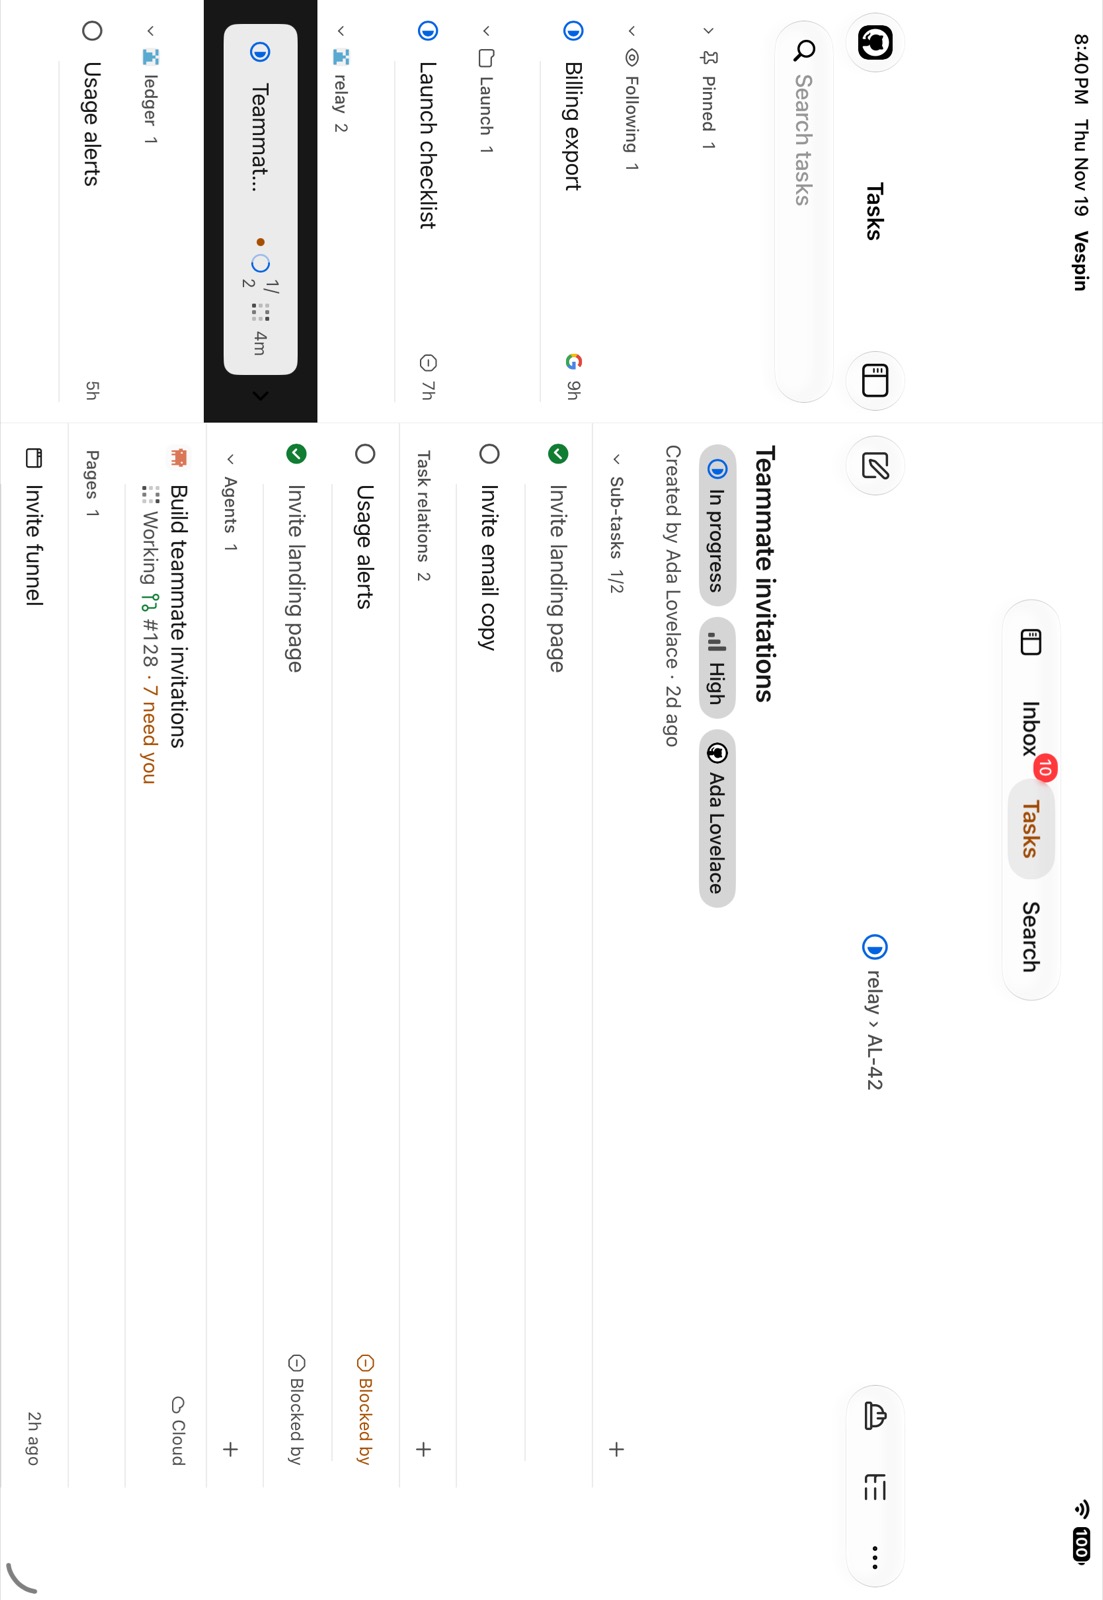 8:40 PM Thu Nov 19 Vespin
100
Inbox 10 Tasks Search
Tasks
relay › AL-42
Search tasks
Pinned 1
Following 1
Billing export 9h
Launch 1
Launch checklist 7h
relay 2
Teammat... 1/2 4m
ledger 1
Usage alerts 5h
Teammate invitations
In progress High Ada Lovelace
Created by Ada Lovelace · 2d ago
Sub-tasks 1/2
Invite landing page
Invite email copy
Task relations 2
Usage alerts Blocked by
Invite landing page Blocked by
Agents 1
Build teammate invitations Cloud
Working #128 · 7 need you
Pages 1
Invite funnel 2h ago